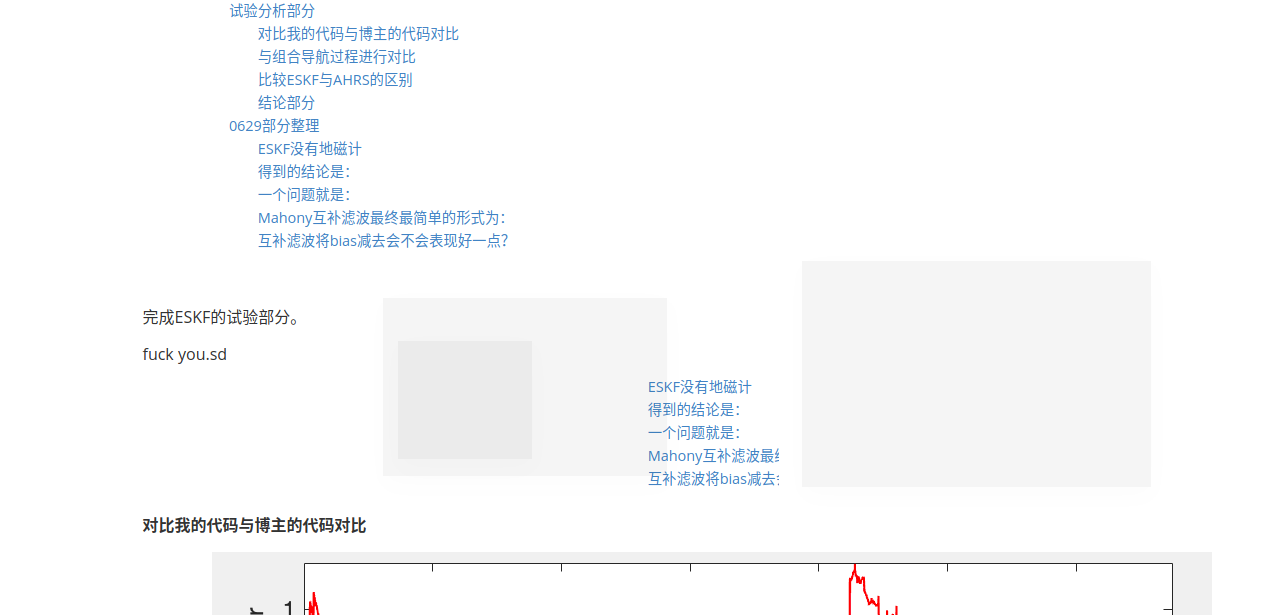 试验分析部分
对比我的代码与博主的代码对比
与组合导航过程进行对比
比较ESKF与AHRS的区别
结论部分
0629部分整理
ESKF没有地磁计
得到的结论是：
一个问题就是：
Mahony互补滤波最终最简单的形式为：
互补滤波将bias减去会不会表现好一点？
完成ESKF的试验部分。
fuck you.sd
ESKF没有地磁计
得到的结论是：
一个问题就是：
Mahony互补滤波最
互补滤波将bias减去
对比我的代码与博主的代码对比
1